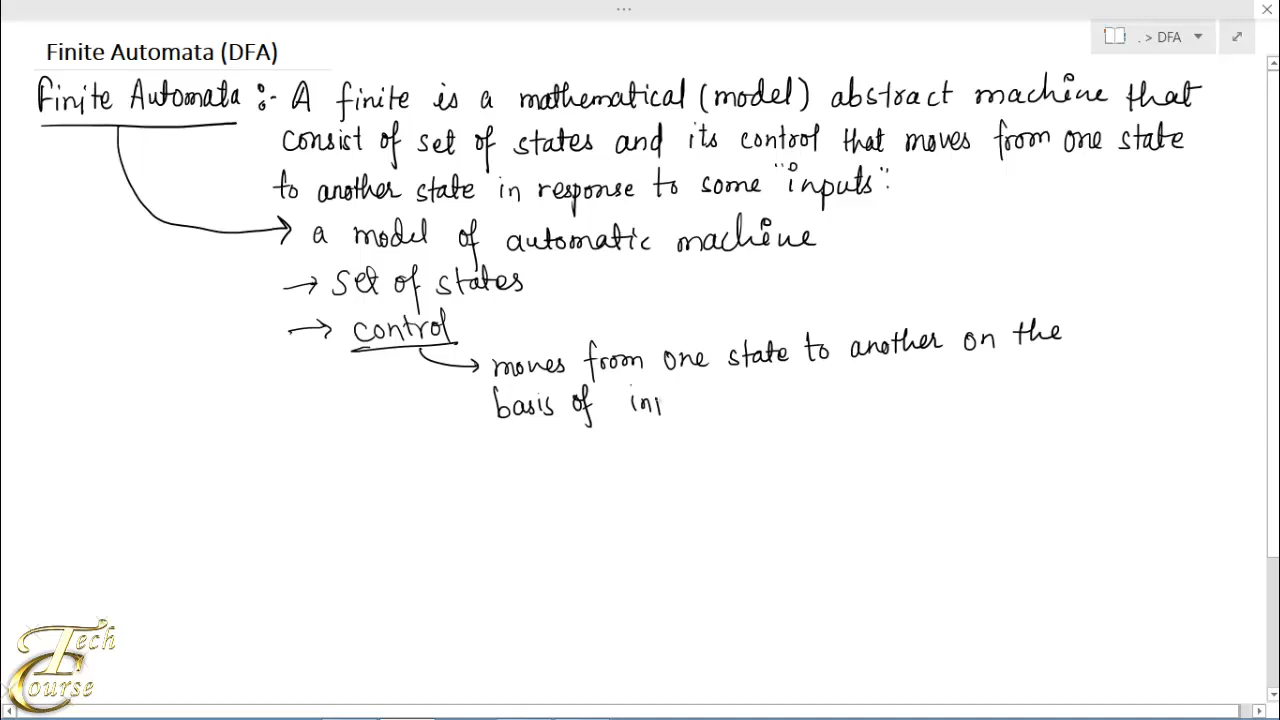 Finite Automata (DFA)
. > DFA
Finite Automata :- A finite is a mathematical (model) abstract machine that
consist of set of states and its control that moves from one state
to another state in response to some "inputs".
→ a model of automatic machine
→ set of states
→ control
→ moves from one state to another on the
basis of in
Tech
Course